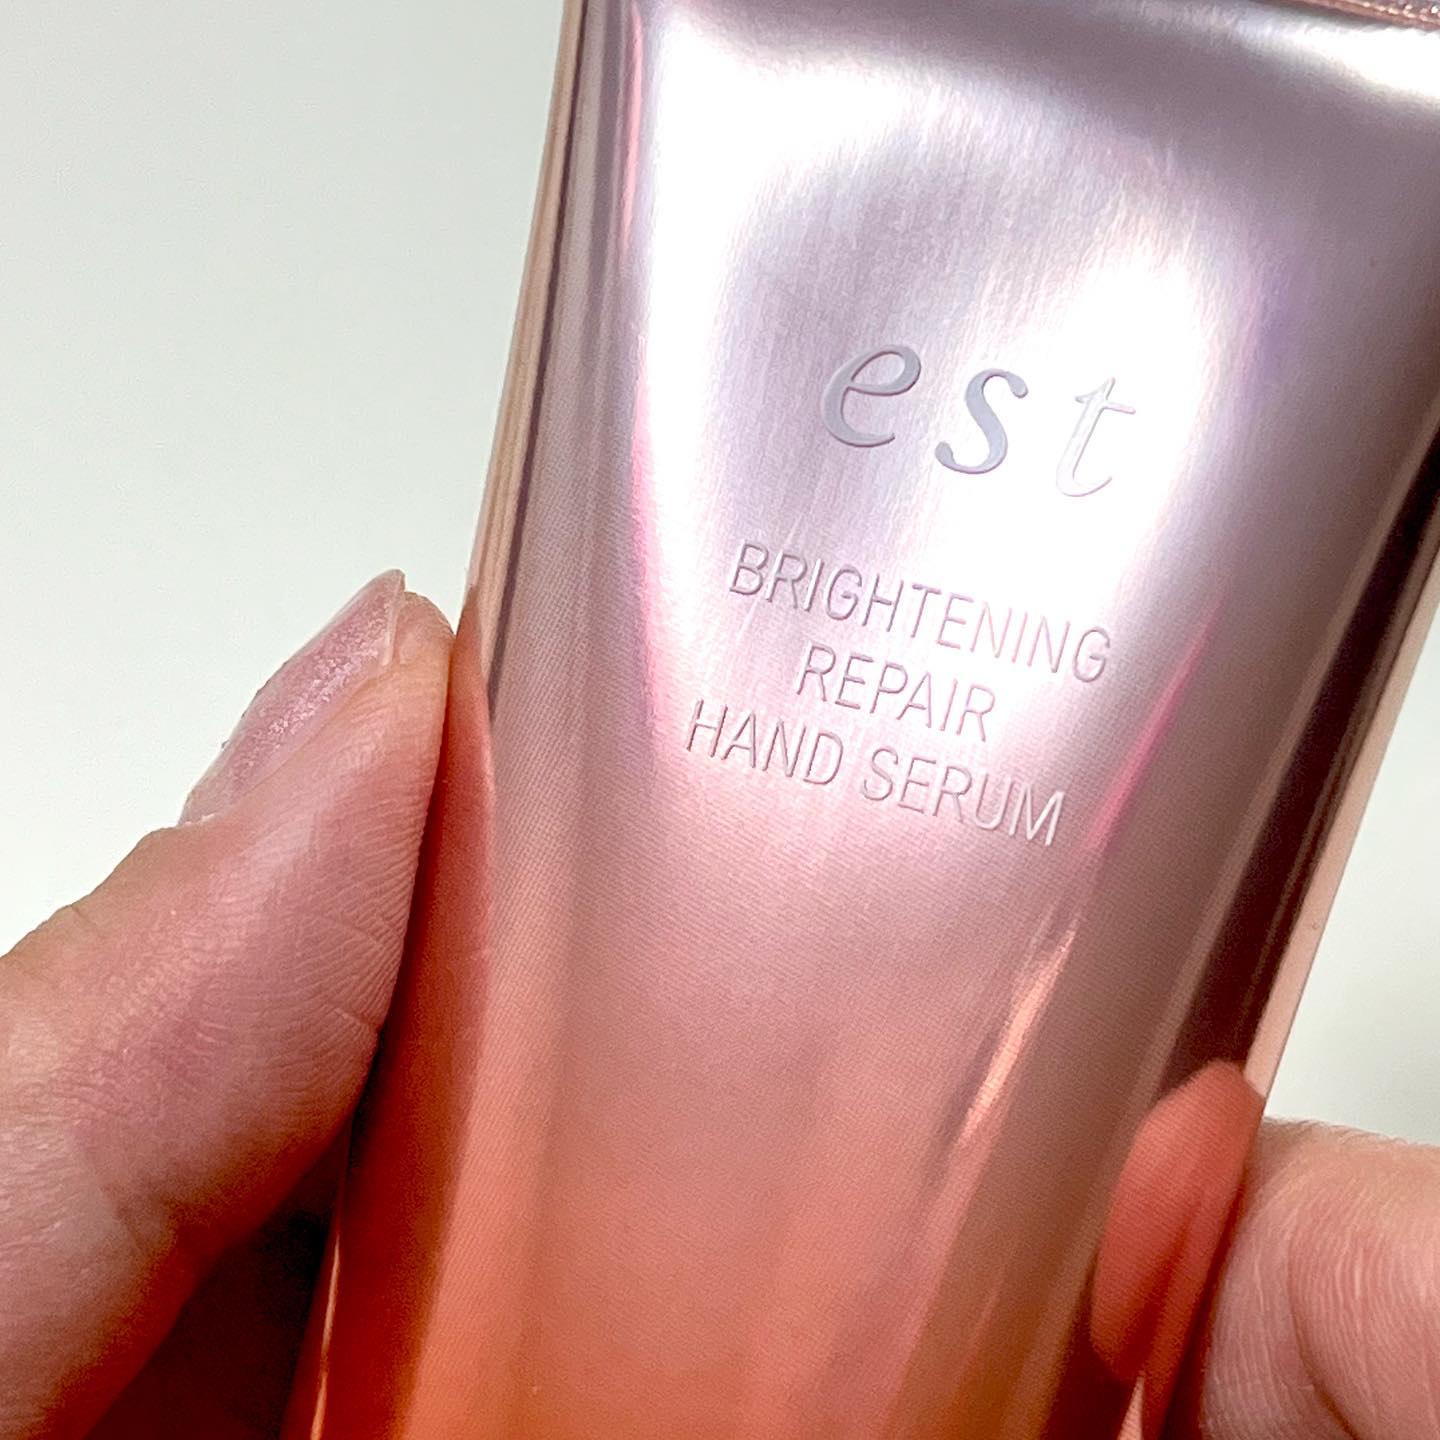 est
BRIGHTENING
REPAIR
HAND SERUM